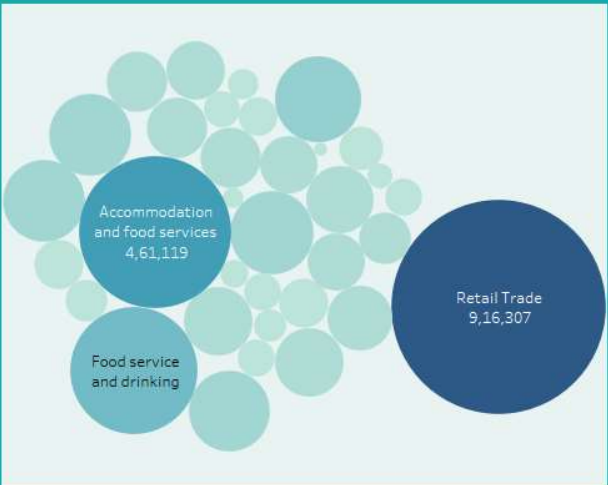 Accommodation
and food services
4,61,119
Retail Trade
9,16,307
Food service
and drinking